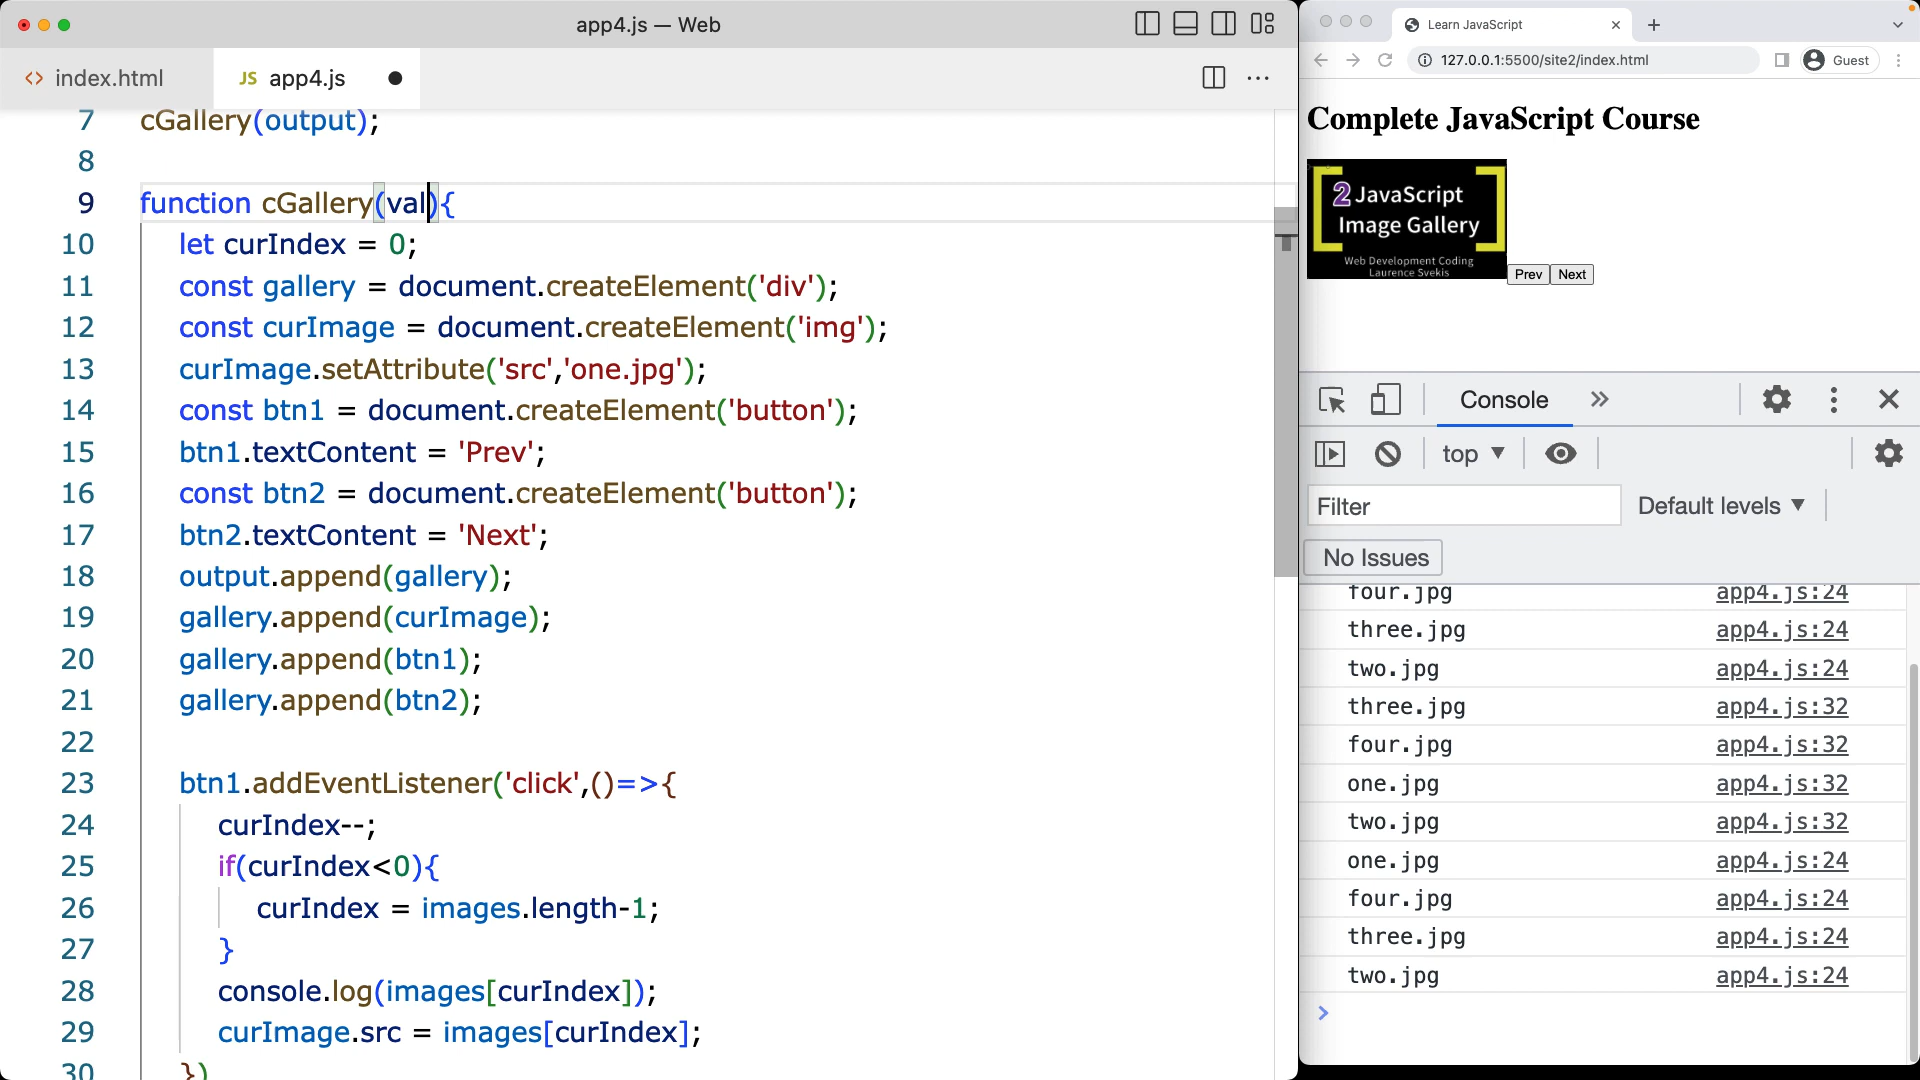 app4.js — Web
index.html
JS app4.js
7 cGallery(output);
8
9 function cGallery(val){
10 let curIndex = 0;
11 const gallery = document.createElement('div');
12 const curImage = document.createElement('img');
13 curImage.setAttribute('src','one.jpg');
14 const btn1 = document.createElement('button');
15 btn1.textContent = 'Prev';
16 const btn2 = document.createElement('button');
17 btn2.textContent = 'Next';
18 output.append(gallery);
19 gallery.append(curImage);
20 gallery.append(btn1);
21 gallery.append(btn2);
22
23 btn1.addEventListener('click',()=>{
24 curIndex--;
25 if(curIndex<0){
26 curIndex = images.length-1;
27 }
28 console.log(images[curIndex]);
29 curImage.src = images[curIndex];
30 })
Learn JavaScript
127.0.0.1:5500/site2/index.html
Guest
Complete JavaScript Course
2 JavaScript
Image Gallery
Web Development Coding
Laurence Svekis
Prev Next
Console
top
Filter
Default levels
No Issues
four.jpg app4.js:24
three.jpg app4.js:24
two.jpg app4.js:24
three.jpg app4.js:32
four.jpg app4.js:32
one.jpg app4.js:32
two.jpg app4.js:32
one.jpg app4.js:24
four.jpg app4.js:24
three.jpg app4.js:24
two.jpg app4.js:24